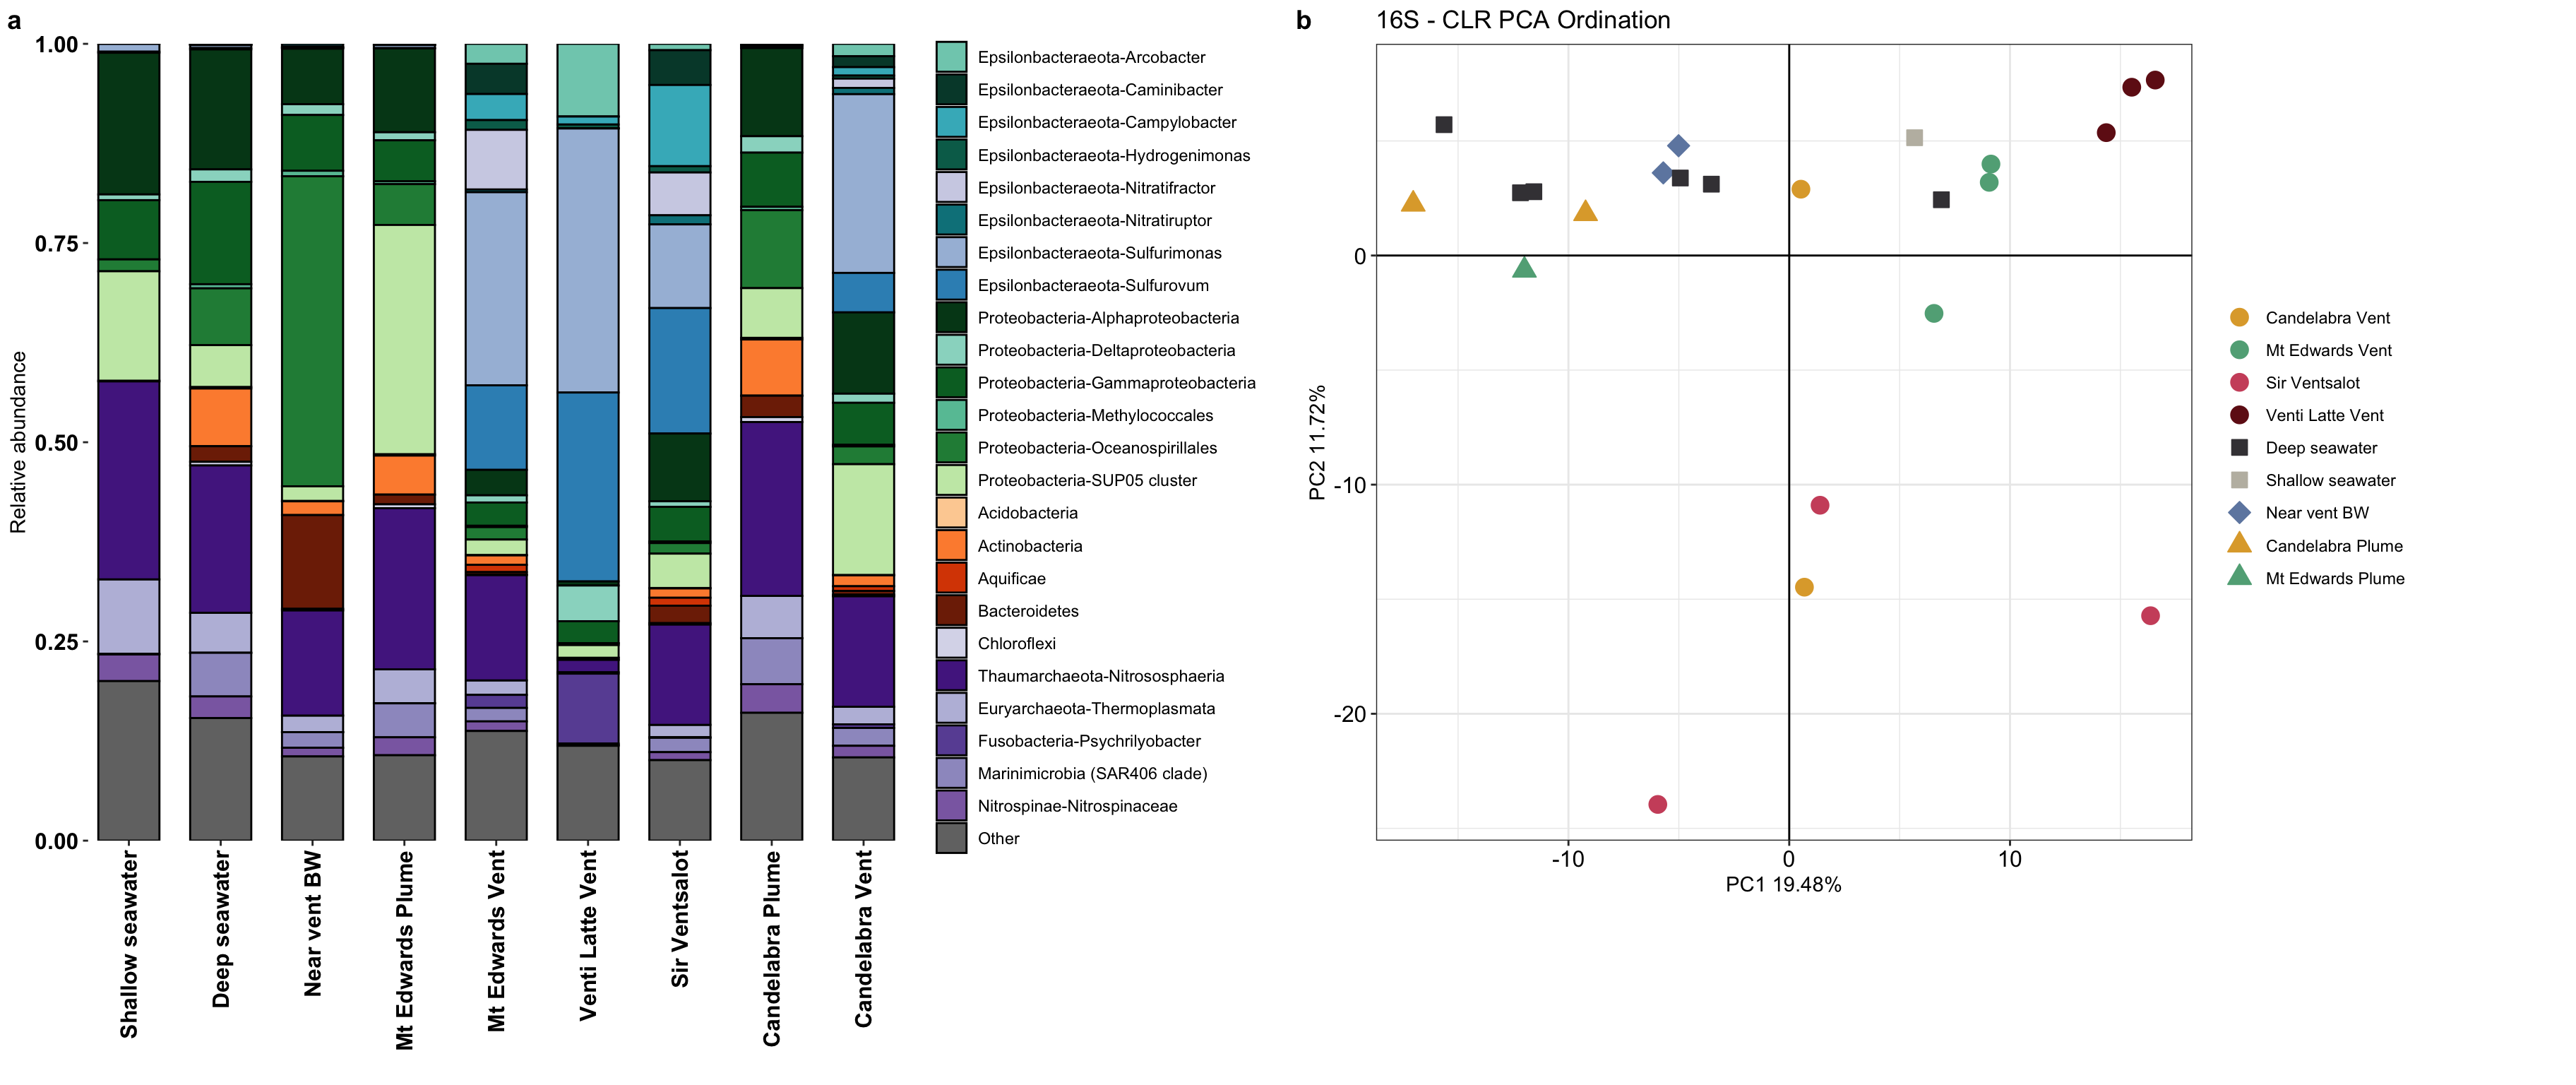 a
Relative abundance
1.00
0.75
0.50
0.25
0.00
Shallow seawater
Deep seawater
Near vent BW
Mt Edwards Plume
Mt Edwards Vent
Venti Latte Vent
Sir Ventsalot
Candelabra Plume
Candelabra Vent
Epsilonbacteraeota-Arcobacter
Epsilonbacteraeota-Caminibacter
Epsilonbacteraeota-Campylobacter
Epsilonbacteraeota-Hydrogenimonas
Epsilonbacteraeota-Nitratifractor
Epsilonbacteraeota-Nitratiruptor
Epsilonbacteraeota-Sulfurimonas
Epsilonbacteraeota-Sulfurovum
Proteobacteria-Alphaproteobacteria
Proteobacteria-Deltaproteobacteria
Proteobacteria-Gammaproteobacteria
Proteobacteria-Methylococcales
Proteobacteria-Oceanospirillales
Proteobacteria-SUP05 cluster
Acidobacteria
Actinobacteria
Aquificae
Bacteroidetes
Chloroflexi
Thaumarchaeota-Nitrososphaeria
Euryarchaeota-Thermoplasmata
Fusobacteria-Psychrilyobacter
Marinimicrobia (SAR406 clade)
Nitrospinae-Nitrospinaceae
Other
b
16S - CLR PCA Ordination
PC2 11.72%
0
-10
-20
-10
0
10
PC1 19.48%
Candelabra Vent
Mt Edwards Vent
Sir Ventsalot
Venti Latte Vent
Deep seawater
Shallow seawater
Near vent BW
Candelabra Plume
Mt Edwards Plume